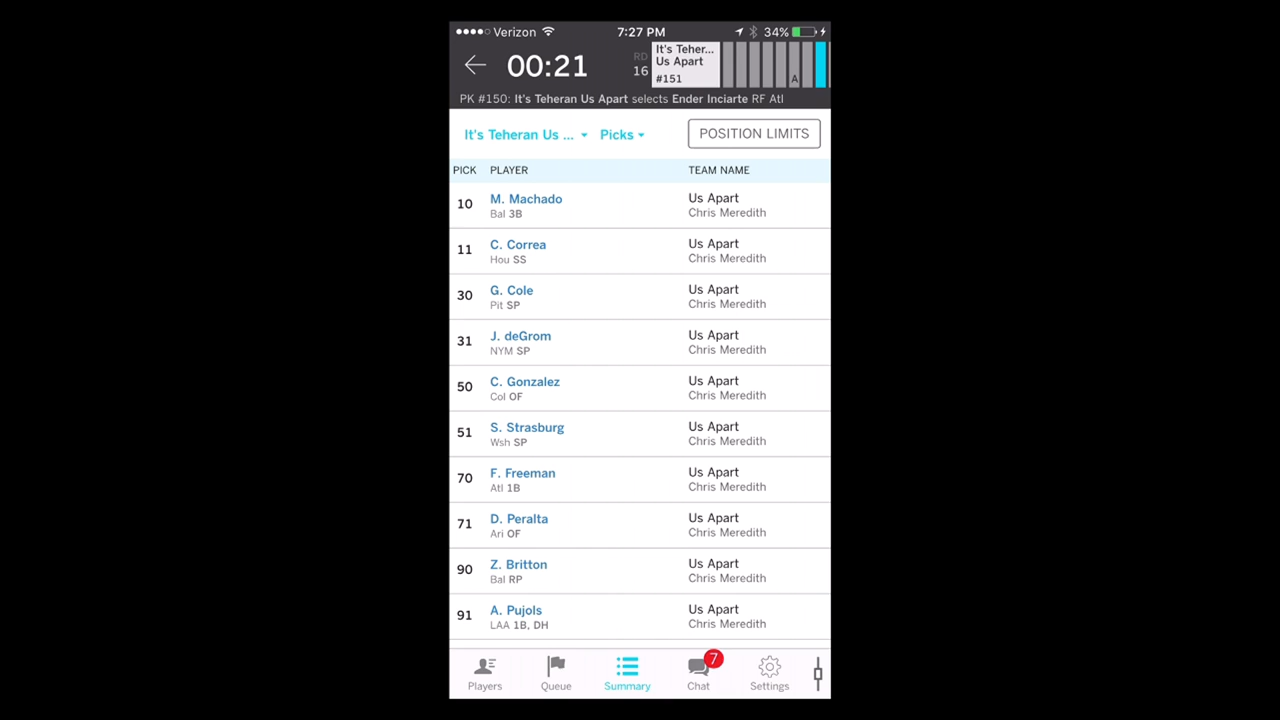 Verizon 7:27 PM 34%
00:21 RD 16 It's Teher... Us Apart #151 A
PK #150: It's Teheran Us Apart selects Ender Inciarte RF Atl
It's Teheran Us ... Picks POSITION LIMITS
PICK PLAYER TEAM NAME
10 M. Machado Us Apart
Bal 3B Chris Meredith
11 C. Correa Us Apart
Hou SS Chris Meredith
30 G. Cole Us Apart
Pit SP Chris Meredith
31 J. deGrom Us Apart
NYM SP Chris Meredith
50 C. Gonzalez Us Apart
Col OF Chris Meredith
51 S. Strasburg Us Apart
Wsh SP Chris Meredith
70 F. Freeman Us Apart
Atl 1B Chris Meredith
71 D. Peralta Us Apart
Ari OF Chris Meredith
90 Z. Britton Us Apart
Bal RP Chris Meredith
91 A. Pujols Us Apart
LAA 1B, DH Chris Meredith
7
Players Queue Summary Chat Settings